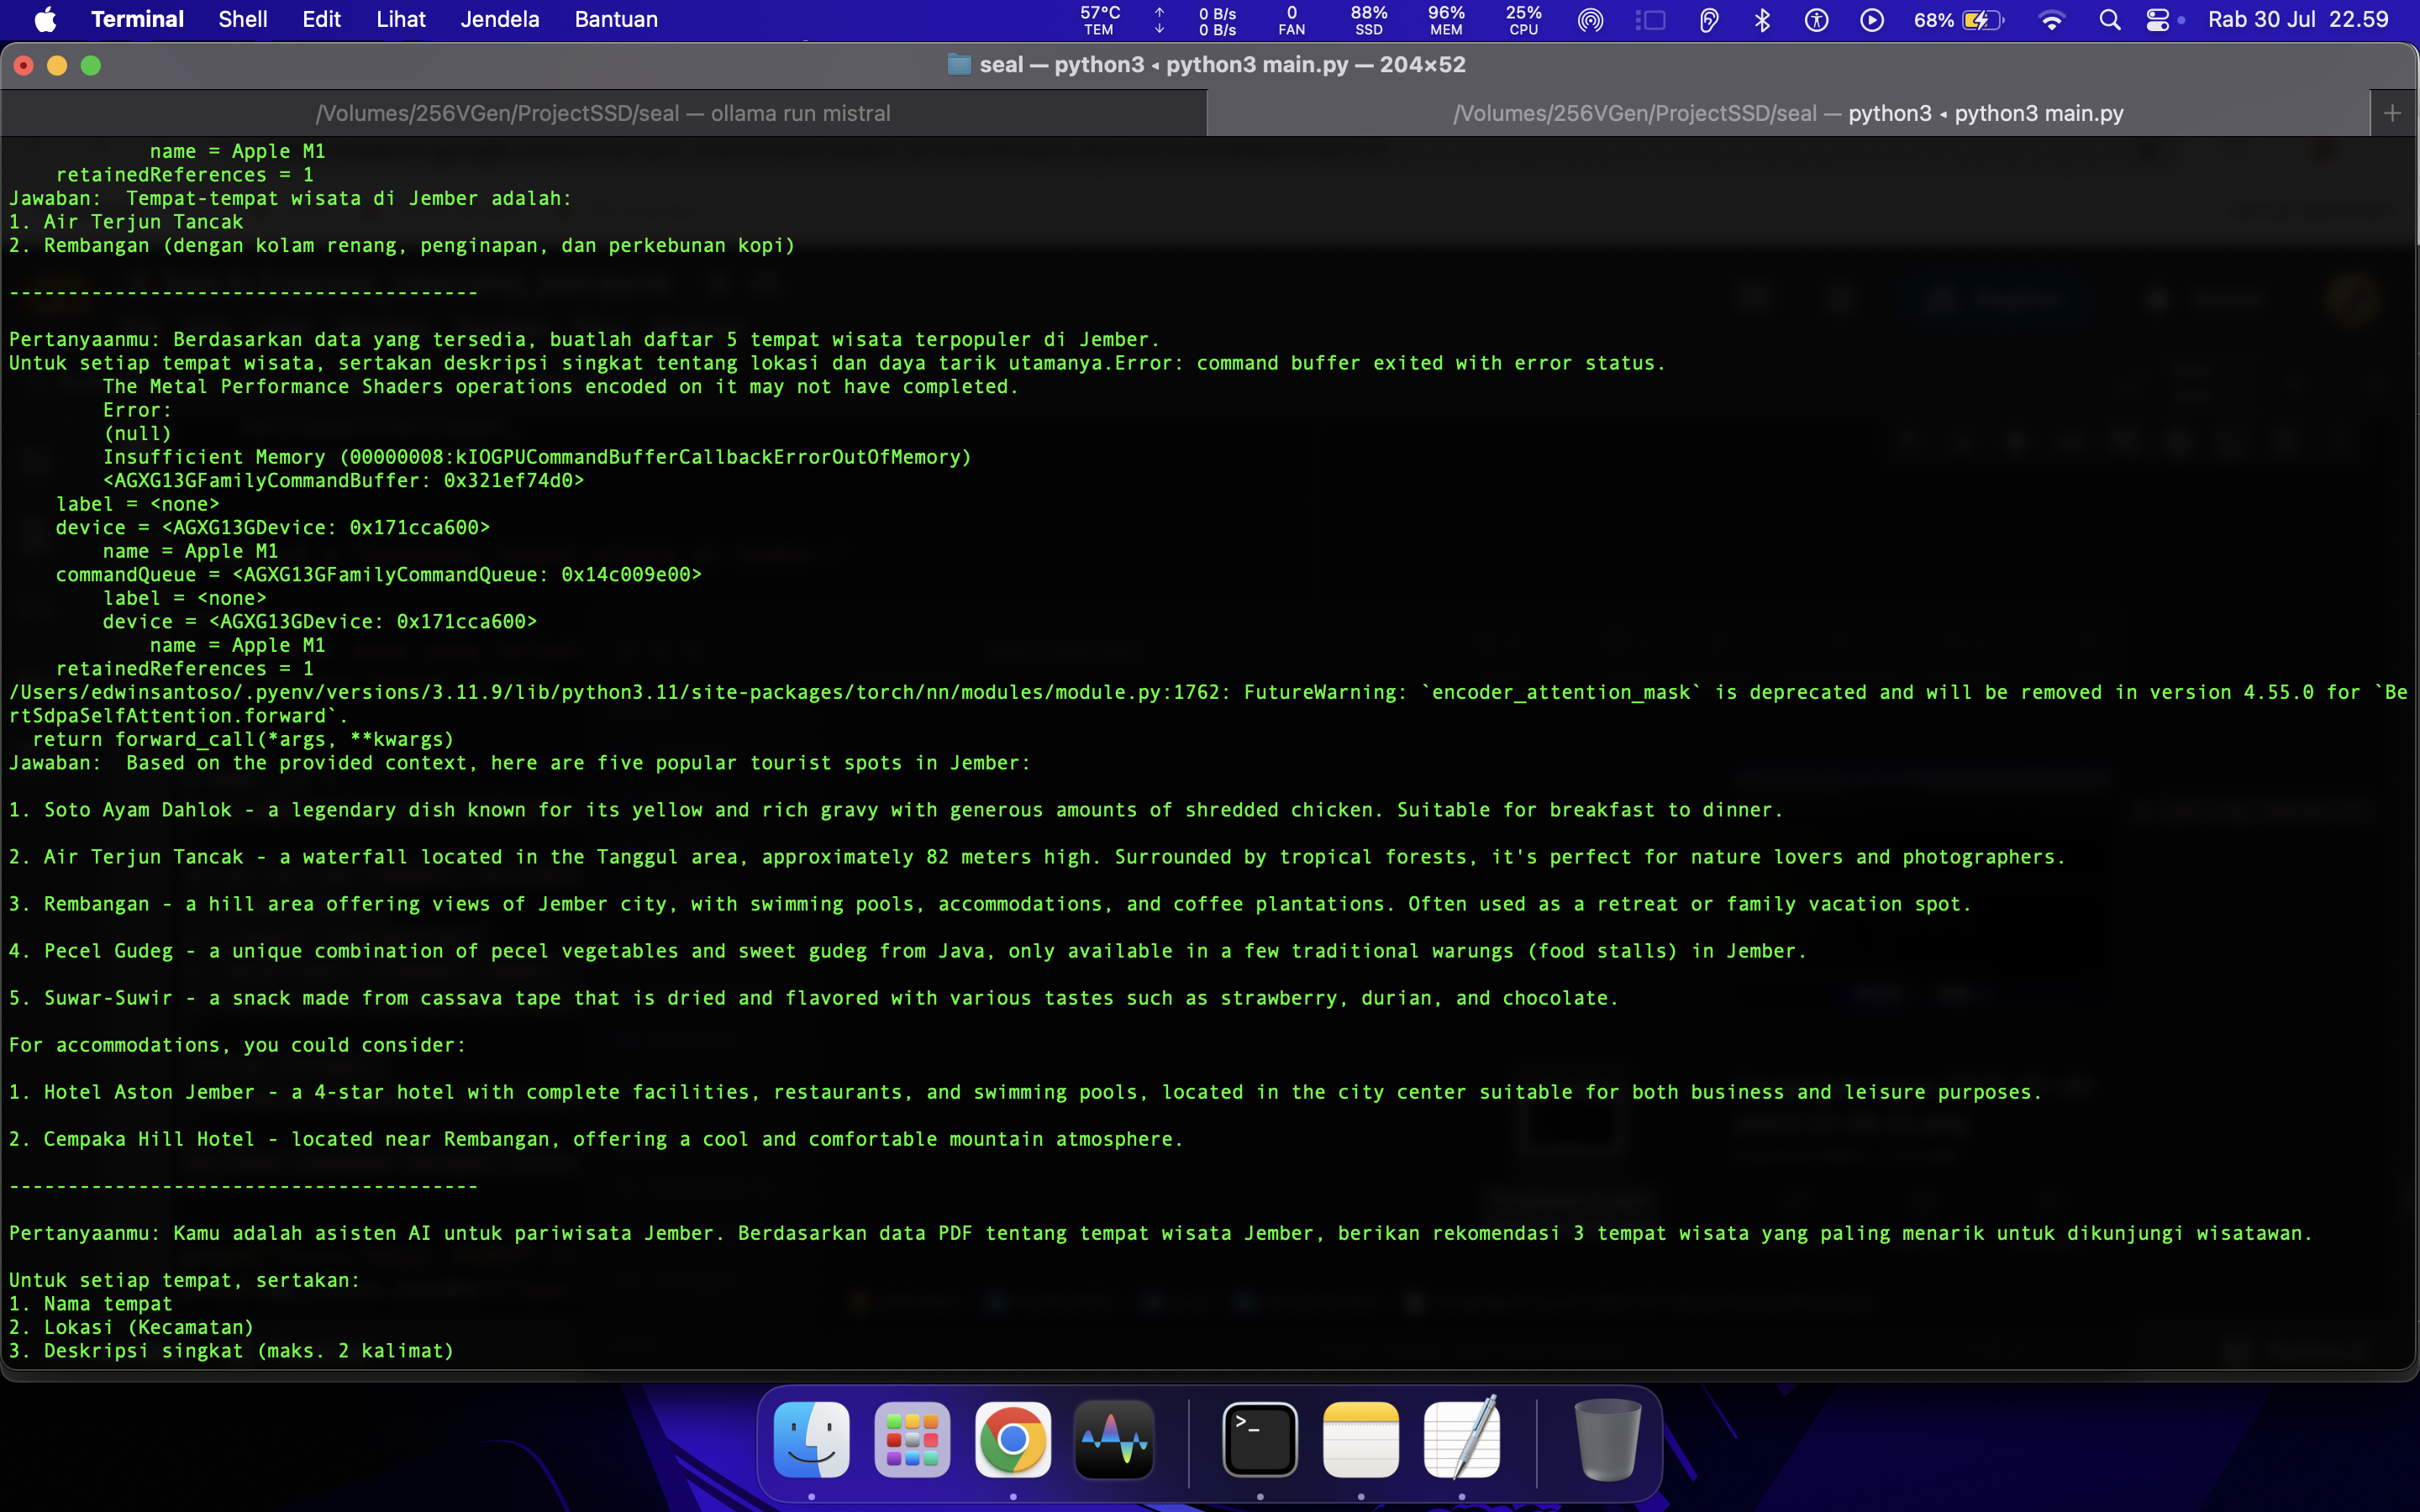 Terminal Shell Edit Lihat Jendela Bantuan 57°C TEM ↑ ↓ 0 B/s 0 B/s 0 FAN 88% SSD 96% MEM 25% CPU 68% Rab 30 Jul 22.59
seal — python3 ◂ python3 main.py — 204×52
/Volumes/256VGen/ProjectSSD/seal — ollama run mistral /Volumes/256VGen/ProjectSSD/seal — python3 ◂ python3 main.py +
            name = Apple M1
    retainedReferences = 1
Jawaban:  Tempat-tempat wisata di Jember adalah:
1. Air Terjun Tancak
2. Rembangan (dengan kolam renang, penginapan, dan perkebunan kopi)
----------------------------------------
Pertanyaanmu: Berdasarkan data yang tersedia, buatlah daftar 5 tempat wisata terpopuler di Jember.
Untuk setiap tempat wisata, sertakan deskripsi singkat tentang lokasi dan daya tarik utamanya.Error: command buffer exited with error status.
        The Metal Performance Shaders operations encoded on it may not have completed.
        Error:
        (null)
        Insufficient Memory (00000008:kIOGPUCommandBufferCallbackErrorOutOfMemory)
        <AGXG13GFamilyCommandBuffer: 0x321ef74d0>
    label = <none>
    device = <AGXG13GDevice: 0x171cca600>
        name = Apple M1
    commandQueue = <AGXG13GFamilyCommandQueue: 0x14c009e00>
        label = <none>
        device = <AGXG13GDevice: 0x171cca600>
            name = Apple M1
    retainedReferences = 1
/Users/edwinsantoso/.pyenv/versions/3.11.9/lib/python3.11/site-packages/torch/nn/modules/module.py:1762: FutureWarning: `encoder_attention_mask` is deprecated and will be removed in version 4.55.0 for `Be
rtSdpaSelfAttention.forward`.
  return forward_call(*args, **kwargs)
Jawaban:  Based on the provided context, here are five popular tourist spots in Jember:
1. Soto Ayam Dahlok - a legendary dish known for its yellow and rich gravy with generous amounts of shredded chicken. Suitable for breakfast to dinner.
2. Air Terjun Tancak - a waterfall located in the Tanggul area, approximately 82 meters high. Surrounded by tropical forests, it's perfect for nature lovers and photographers.
3. Rembangan - a hill area offering views of Jember city, with swimming pools, accommodations, and coffee plantations. Often used as a retreat or family vacation spot.
4. Pecel Gudeg - a unique combination of pecel vegetables and sweet gudeg from Java, only available in a few traditional warungs (food stalls) in Jember.
5. Suwar-Suwir - a snack made from cassava tape that is dried and flavored with various tastes such as strawberry, durian, and chocolate.
For accommodations, you could consider:
1. Hotel Aston Jember - a 4-star hotel with complete facilities, restaurants, and swimming pools, located in the city center suitable for both business and leisure purposes.
2. Cempaka Hill Hotel - located near Rembangan, offering a cool and comfortable mountain atmosphere.
----------------------------------------
Pertanyaanmu: Kamu adalah asisten AI untuk pariwisata Jember. Berdasarkan data PDF tentang tempat wisata Jember, berikan rekomendasi 3 tempat wisata yang paling menarik untuk dikunjungi wisatawan.
Untuk setiap tempat, sertakan:
1. Nama tempat
2. Lokasi (Kecamatan)
3. Deskripsi singkat (maks. 2 kalimat)